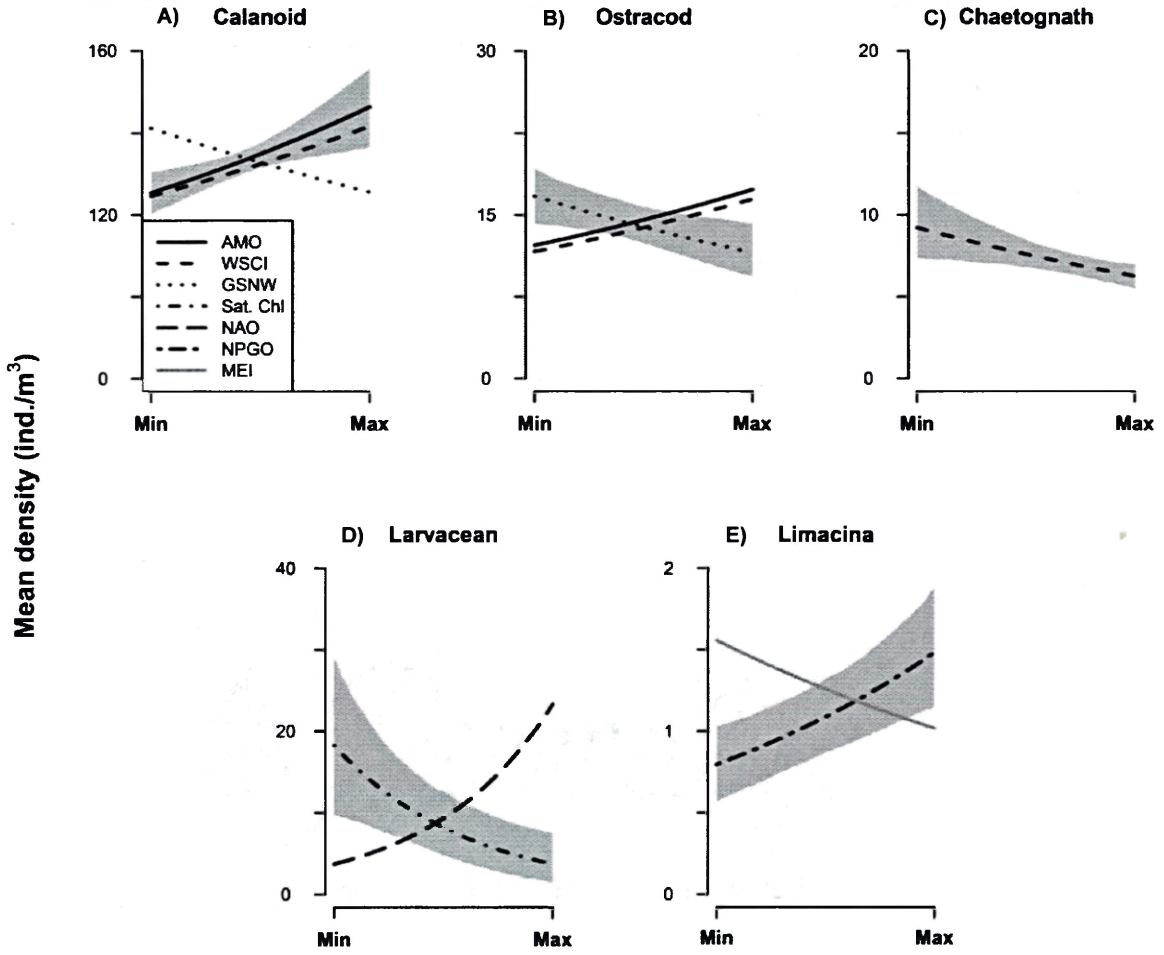 Mean density (ind./m³)
A) Calanoid
160
120
0
AMO
WSCI
GSNW
Sat. Chl
NAO
NPGO
MEI
Min Max
B) Ostracod
30
15
0
Min Max
C) Chaetognath
20
10
0
Min Max
D) Larvacean
40
20
0
Min Max
E) Limacina
2
1
0
Min Max